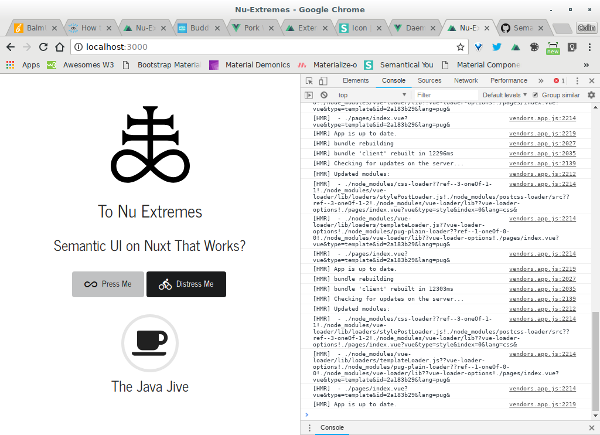 Nu-Extremes - Google Chrome
Balm
How
Nu-Ex
Budd
Pork
Exter
Icon
Daem
Nu-Ex
Sema
localhost:3000
new
Apps
Awesomes W3
Bootstrap Material
Material Demonics
Materialize-o
Semantical You
Material Compone
Elements
Console
Sources
Network
Performance
1
top
Filter
Default levels
Group similar
To Nu Extremes
Semantic UI on Nuxt That Works?
Press Me
Distress Me
The Java Jive
vue&type=template&id=2a183b29&lang=pug&
[HMR]  - ./pages/index.vue?
vue&type=template&id=2a183b29&lang=pug&
vendors.app.js:2214
[HMR] App is up to date.
vendors.app.js:2219
[HMR] bundle rebuilding
vendors.app.js:2027
[HMR] bundle 'client' rebuilt in 12296ms
vendors.app.js:2035
[HMR] Checking for updates on the server...
vendors.app.js:2139
[HMR] Updated modules:
vendors.app.js:2212
[HMR]  - ./node_modules/css-loader??ref--3-oneOf-1-
1!./node_modules/vue-
loader/lib/loaders/stylePostLoader.js!./node_modules/postcss-loader/src??
ref--3-oneOf-1-2!./node_modules/vue-loader/lib??vue-loader-
options!./pages/index.vue?vue&type=style&index=0&lang=css&
vendors.app.js:2214
[HMR]  - ./node_modules/vue-
loader/lib/loaders/templateLoader.js??vue-loader-
options!./node_modules/pug-plain-loader??ref--1-oneOf-0-
0!./node_modules/vue-loader/lib??vue-loader-options!./pages/index.vue?
vue&type=template&id=2a183b29&lang=pug&
vendors.app.js:2214
[HMR]  - ./pages/index.vue?
vue&type=template&id=2a183b29&lang=pug&
vendors.app.js:2214
[HMR] App is up to date.
vendors.app.js:2219
[HMR] bundle rebuilding
vendors.app.js:2027
[HMR] bundle 'client' rebuilt in 12303ms
vendors.app.js:2035
[HMR] Checking for updates on the server...
vendors.app.js:2139
[HMR] Updated modules:
vendors.app.js:2212
[HMR]  - ./node_modules/css-loader??ref--3-oneOf-1-
1!./node_modules/vue-
loader/lib/loaders/stylePostLoader.js!./node_modules/postcss-loader/src??
ref--3-oneOf-1-2!./node_modules/vue-loader/lib??vue-loader-
options!./pages/index.vue?vue&type=style&index=0&lang=css&
vendors.app.js:2214
[HMR]  - ./node_modules/vue-
loader/lib/loaders/templateLoader.js??vue-loader-
options!./node_modules/pug-plain-loader??ref--1-oneOf-0-
0!./node_modules/vue-loader/lib??vue-loader-options!./pages/index.vue?
vue&type=template&id=2a183b29&lang=pug&
vendors.app.js:2214
[HMR]  - ./pages/index.vue?
vue&type=template&id=2a183b29&lang=pug&
vendors.app.js:2214
[HMR] App is up to date.
vendors.app.js:2219
Console